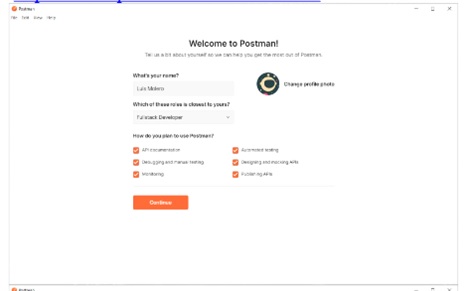 Postman
File Edit View Help
Welcome to Postman!
Tell us a bit about yourself so we can help you get the most out of Postman.
What's your name?
Change profile photo
Luis Molero
Which of these roles is closest to yours?
Fullstack Developer
How do you plan to use Postman?
API documentation
Automated testing
Debugging and manual testing
Designing and mocking APIs
Monitoring
Publishing APIs
Continue
Postman